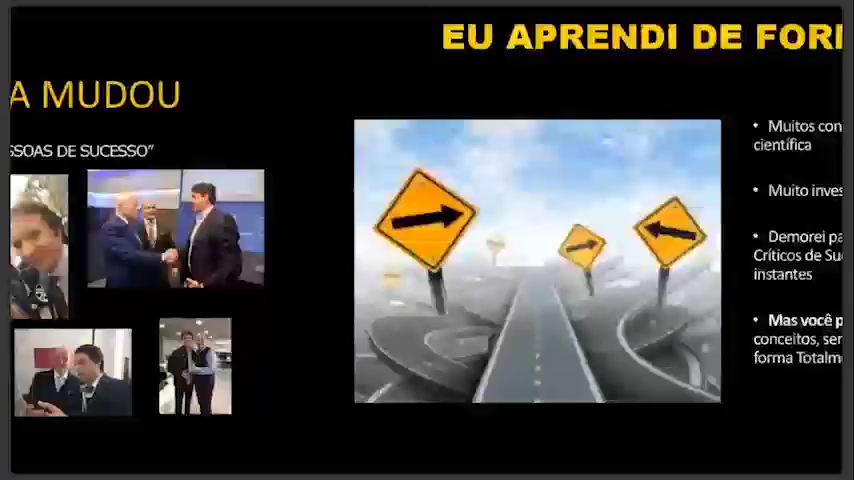 EU APRENDI DE FOR
A MUDOU
SSOAS DE SUCESSO”
• Muitos con
científica
• Muito inves
• Demorei pa
Críticos de Su
instantes
• Mas você p
conceitos, ser
forma Totalm